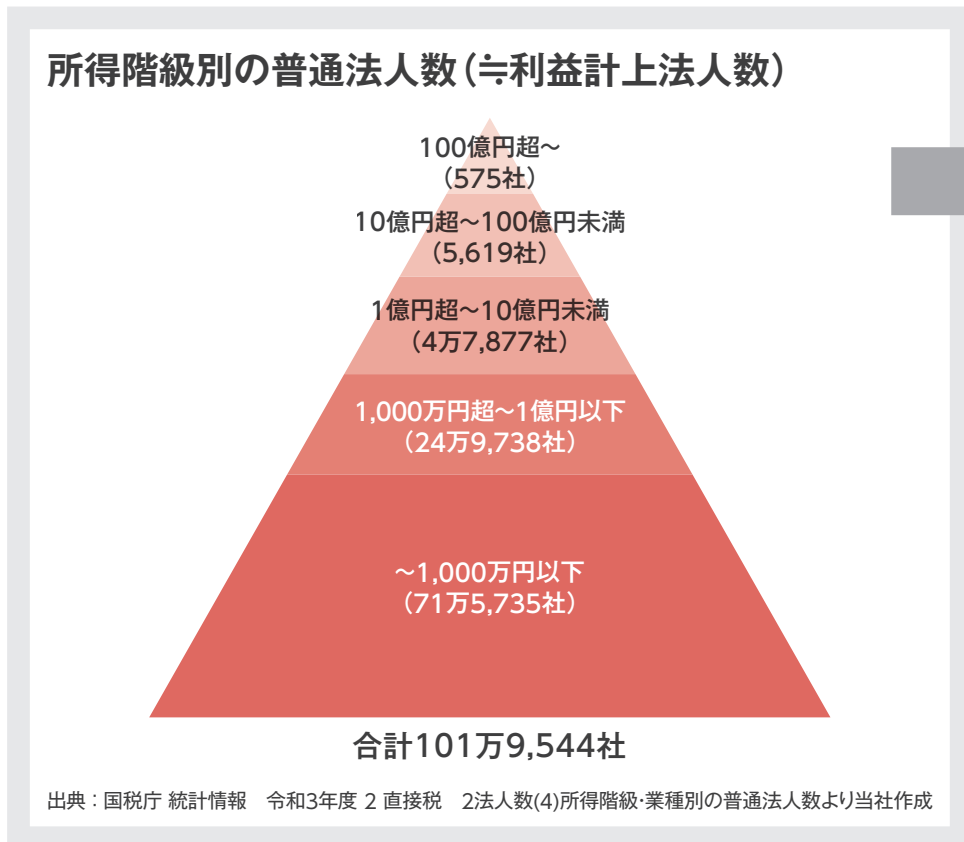 所得階級別の普通法人数（≒利益計上法人数）
100億円超～
（575社）
10億円超～100億円未満
（5,619社）
1億円超～10億円未満
（4万7,877社）
1,000万円超～1億円以下
（24万9,738社）
～1,000万円以下
（71万5,735社）
合計101万9,544社
出典：国税庁 統計情報　令和3年度 2 直接税　2法人数(4)所得階級・業種別の普通法人数より当社作成